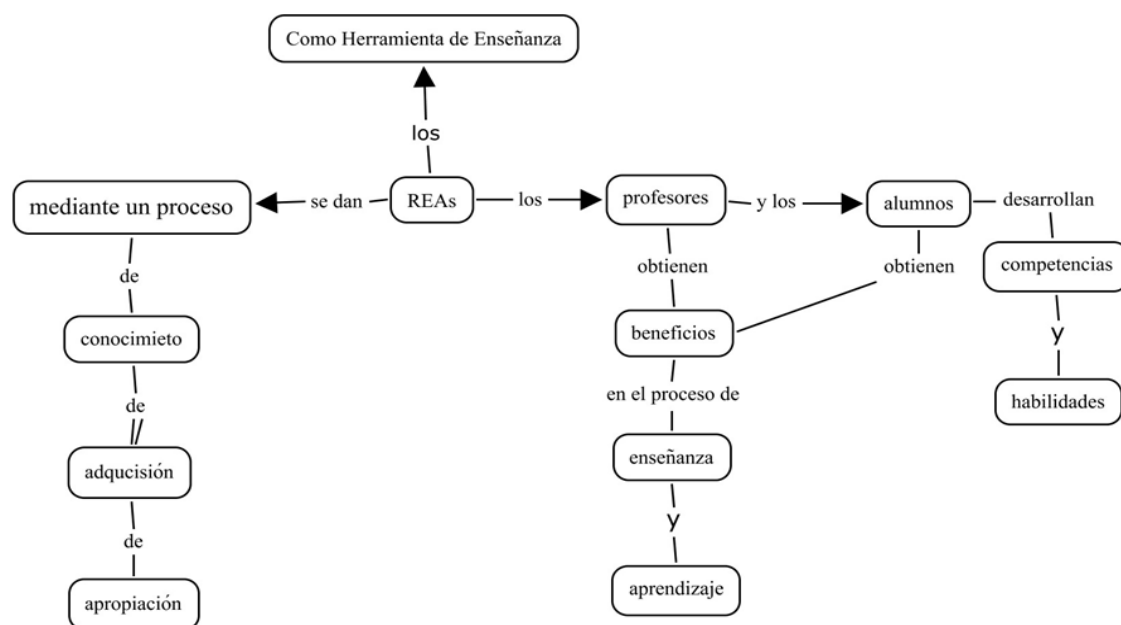 Como Herramienta de Enseñanza
los
mediante un proceso
se dan
REAs
los
profesores
y los
alumnos
desarrollan
de
obtienen
obtienen
competencias
conocimieto
beneficios
y
de
en el proceso de
habilidades
adqucisión
enseñanza
de
y
apropiación
aprendizaje